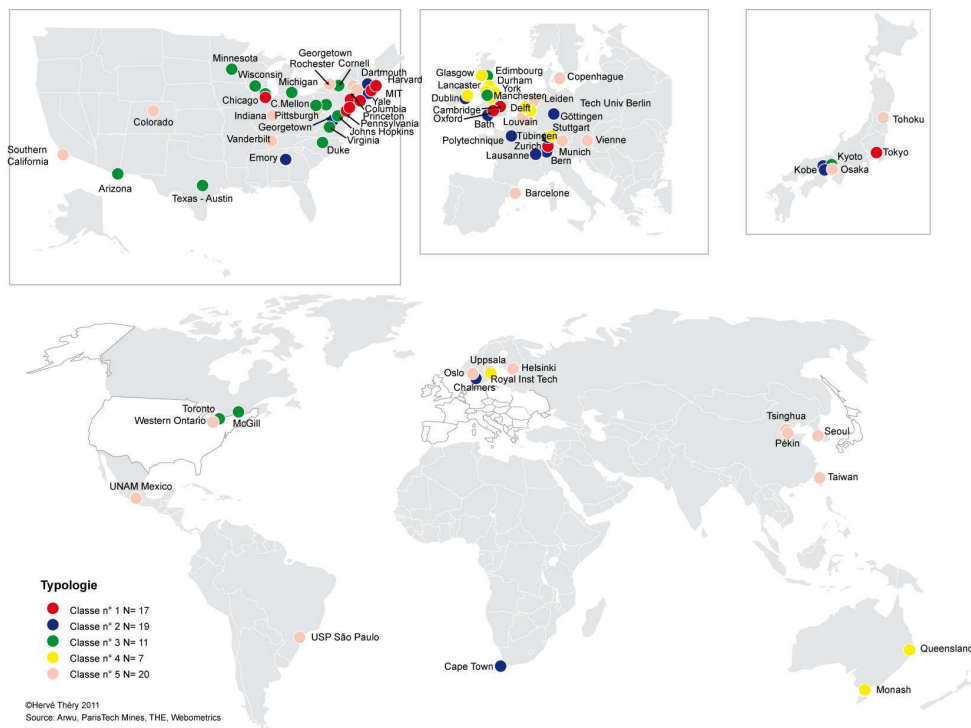 Georgetown
Rochester
Cornell
Minnesota
Wisconsin
Michigan
Dartmouth
Harvard
MIT
Chicago
C.Mellon
Yale
Columbia
Indiana
Pittsburgh
Princeton
Pennsylvania
Georgetown
Johns Hopkins
Colorado
Vanderbilt
Virginia
Southern
California
Emory
Duke
Arizona
Texas - Austin
Glasgow
Edimbourg
Durham
Copenhague
Lancaster
York
Dublin
Manchester
Leiden
Tech Univ Berlin
Cambridge
Delft
Oxford
Göttingen
Bath
Louvain
Stuttgart
Polytechnique
Tübingen
Zurich
Vienne
Lausanne
Munich
Bern
Barcelone
Tohoku
Kyoto
Tokyo
Kobe
Osaka
Uppsala
Helsinki
Oslo
Royal Inst Tech
Chalmers
Toronto
Western Ontario
McGill
Tsinghua
Seoul
Pékin
Taiwan
UNAM Mexico
USP São Paulo
Cape Town
Queensland
Monash
Typologie
Classe n° 1 N= 17
Classe n° 2 N= 19
Classe n° 3 N= 11
Classe n° 4 N= 7
Classe n° 5 N= 20
©Hervé Théry 2011
Source: Arwu, ParisTech Mines, THE, Webometrics